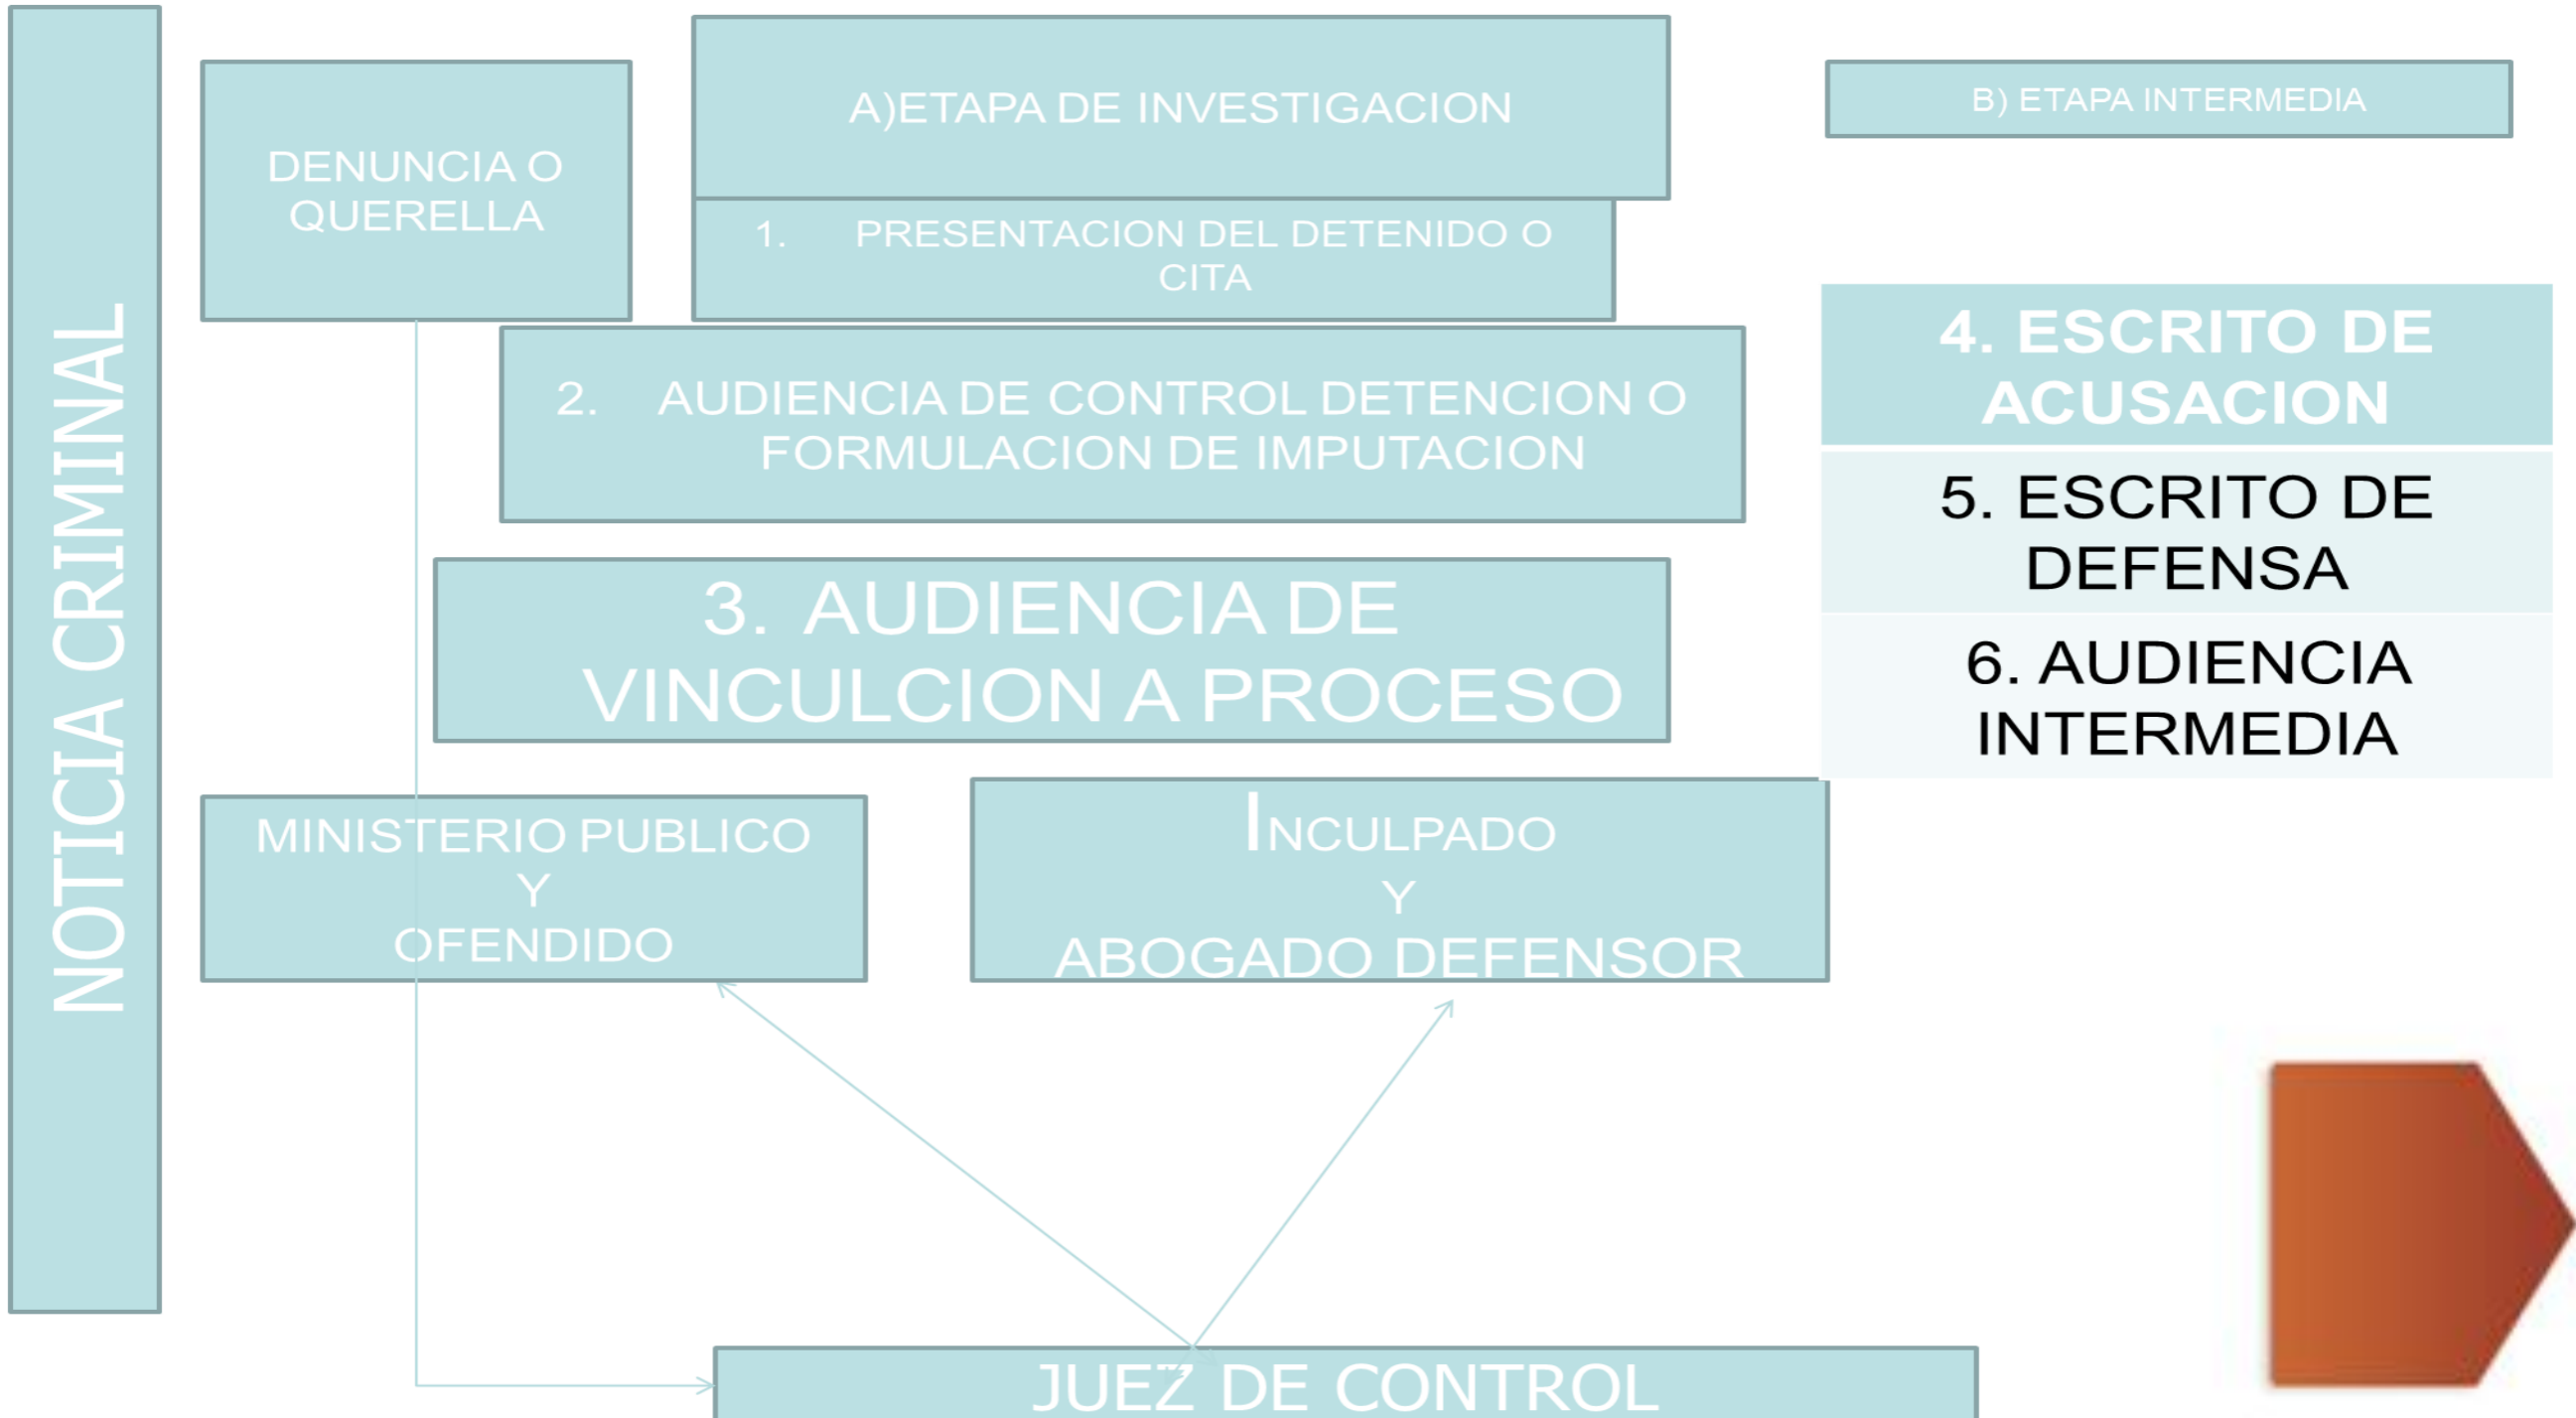 NOTICIA CRIMINAL
DENUNCIA O
QUERELLA
A)ETAPA DE INVESTIGACION
1. PRESENTACION DEL DETENIDO O
CITA
2. AUDIENCIA DE CONTROL DETENCION O
FORMULACION DE IMPUTACION
3. AUDIENCIA DE
VINCULCION A PROCESO
MINISTERIO PUBLICO
Y
OFENDIDO
INCULPADO
Y
ABOGADO DEFENSOR
JUEZ DE CONTROL
B) ETAPA INTERMEDIA
4. ESCRITO DE
ACUSACION
5. ESCRITO DE
DEFENSA
6. AUDIENCIA
INTERMEDIA